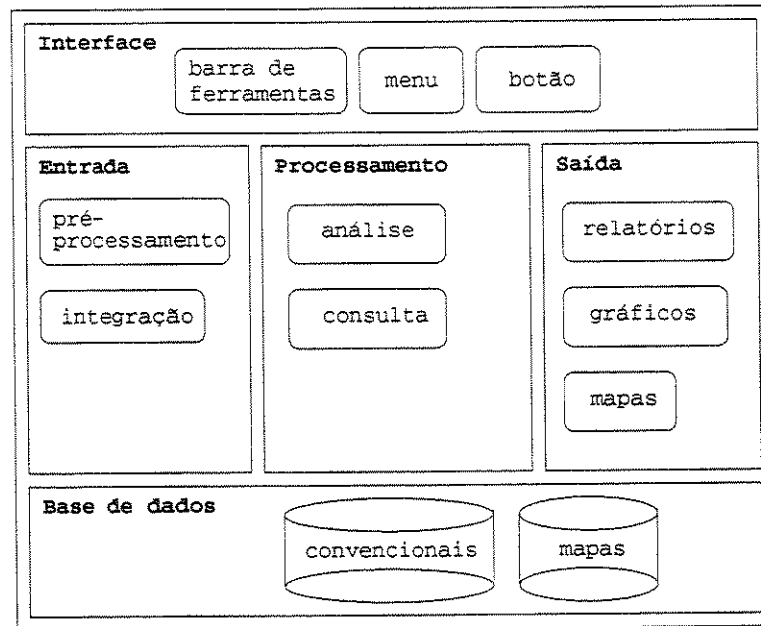 Interface
barra de
ferramentas
menu
botão
Entrada
pré-
processamento
integração
Processamento
análise
consulta
Saída
relatórios
gráficos
mapas
Base de dados
convencionais
mapas